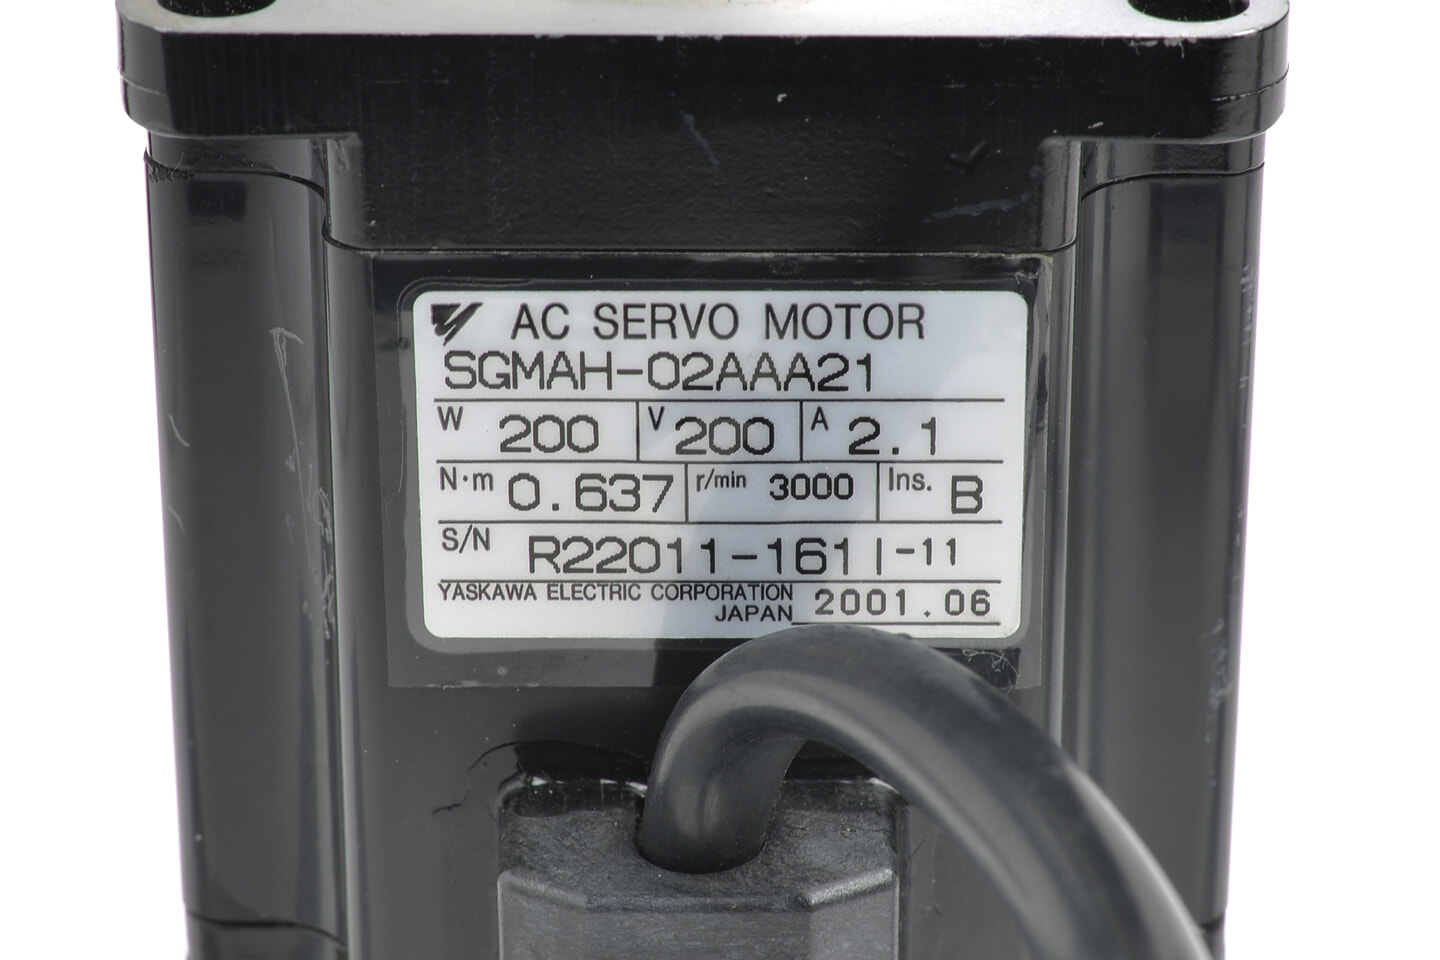 AC SERVO MOTOR
SGMAH-02AAA21
W 200 V 200 A 2.1
N·m 0.637 r/min 3000 Ins. B
S/N R22011-1611-11
YASKAWA ELECTRIC CORPORATION
JAPAN 2001.06